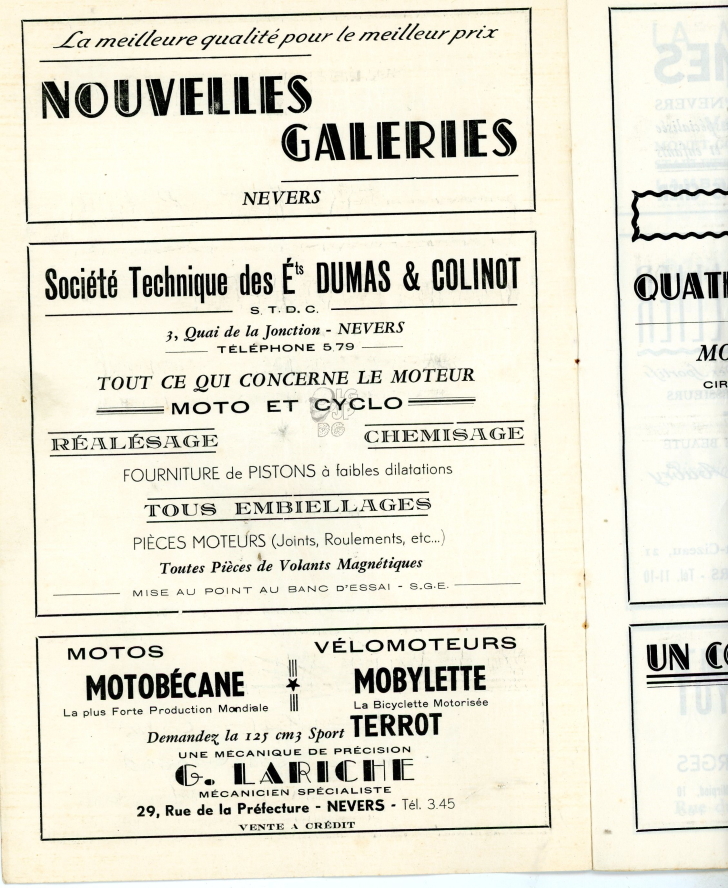 La meilleure qualité pour le meilleur prix
NOUVELLES
GALERIES
NEVERS
Société Technique des Éts DUMAS & COLINOT
S. T. D. C.
3, Quai de la Jonction - NEVERS
TÉLÉPHONE 5.79
TOUT CE QUI CONCERNE LE MOTEUR
MOTO ET CYCLO
RÉALÉSAGE
CHEMISAGE
FOURNITURE de PISTONS à faibles dilatations
TOUS EMBIELLAGES
PIÈCES MOTEURS (Joints, Roulements, etc...)
Toutes Pièces de Volants Magnétiques
MISE AU POINT AU BANC D'ESSAI - S.G.E.
MOTOS
MOTOBÉCANE
La plus Forte Production Mondiale
VÉLOMOTEURS
MOBYLETTE
La Bicyclette Motorisée
Demandez la 125 cm3 Sport TERROT
UNE MÉCANIQUE DE PRÉCISION
G. LARICHE
MÉCANICIEN SPÉCIALISTE
29, Rue de la Préfecture - NEVERS - Tél. 3.45
VENTE A CRÉDIT
QUAT
MO
CIR
UN CO